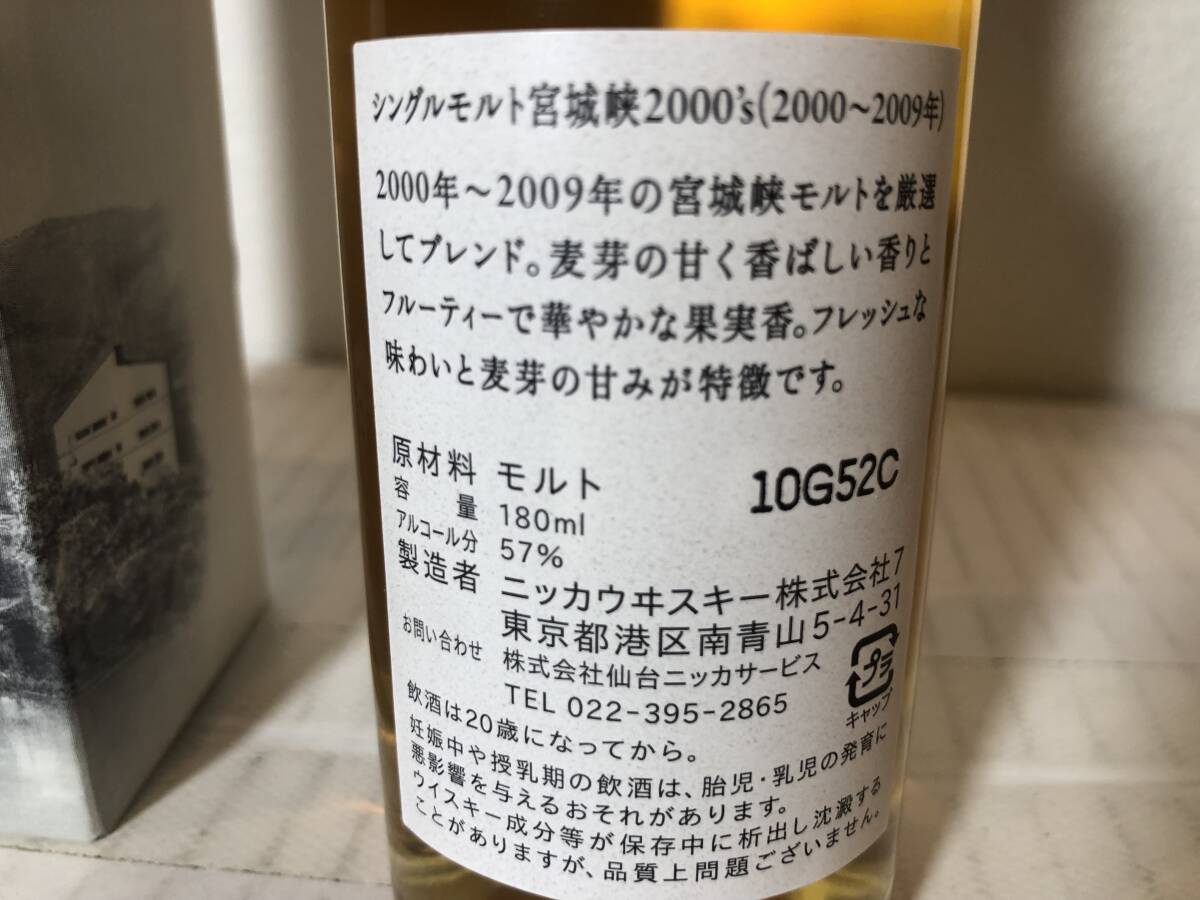 シングルモルト宮城峡2000's(2000～2009年)
2000年～2009年の宮城峡モルトを厳選
してブレンド。麦芽の甘く香ばしい香りと
フルーティーで華やかな果実香。フレッシュな
味わいと麦芽の甘みが特徴です。
原材料 モルト
10G52C
容量 180ml
アルコール分 57%
製造者 ニッカウヰスキー株式会社7
東京都港区南青山5-4-31
お問い合わせ 株式会社仙台ニッカサービス
TEL 022-395-2865
プラ
キャップ
飲酒は20歳になってから。
妊娠中や授乳期の飲酒は、胎児・乳児の発育に
悪影響を与えるおそれがあります。
ウイスキー成分等が保存中に析出し沈澱する
ことがありますが、品質上問題ございません。